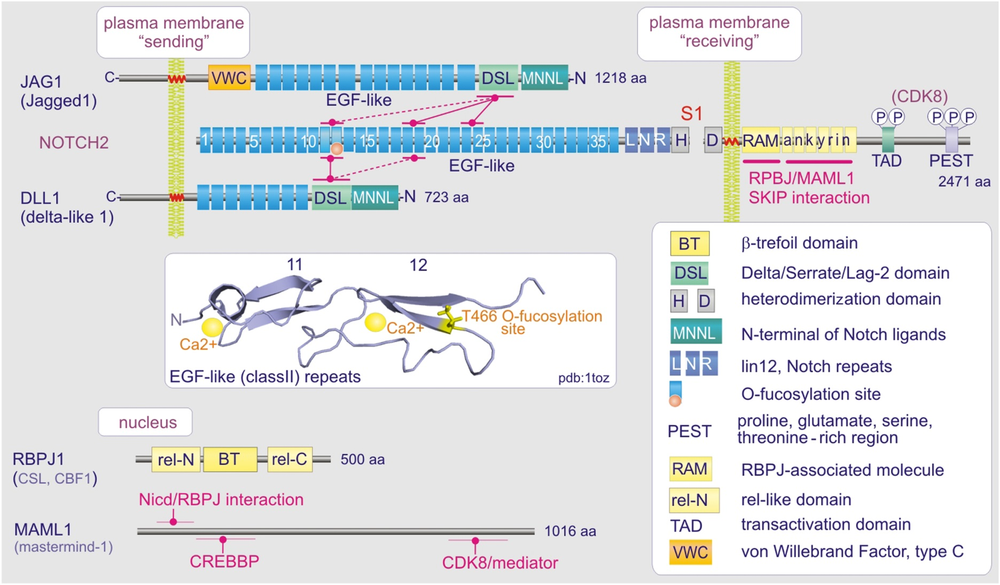 plasma membrane
“sending”
plasma membrane
“receiving”
JAG1
(Jagged1)
C-
VWC
DSL
MNNL
-N
1218 aa
EGF-like
(CDK8)
S1
P P
P P P
NOTCH2
1 5 10 15 20 25 30 35
L N R
H
D
RAM
ankyrin
TAD
PEST
2471 aa
EGF-like
RPBJ/MAML1
SKIP interaction
DLL1
(delta-like 1)
C-
DSL
MNNL
-N
723 aa
11
12
N
Ca2+
Ca2+
T466 O-fucosylation
site
EGF-like (classII) repeats
pdb:1toz
nucleus
RBPJ1
(CSL, CBF1)
rel-N
BT
rel-C
500 aa
Nicd/RBPJ interaction
MAML1
(mastermind-1)
1016 aa
CREBBP
CDK8/mediator
BT
β-trefoil domain
DSL
Delta/Serrate/Lag-2 domain
H D
heterodimerization domain
MNNL
N-terminal of Notch ligands
L N R
lin12, Notch repeats
O-fucosylation site
PEST
proline, glutamate, serine,
threonine-rich region
RAM
RBPJ-associated molecule
rel-N
rel-like domain
TAD
transactivation domain
VWC
von Willebrand Factor, type C